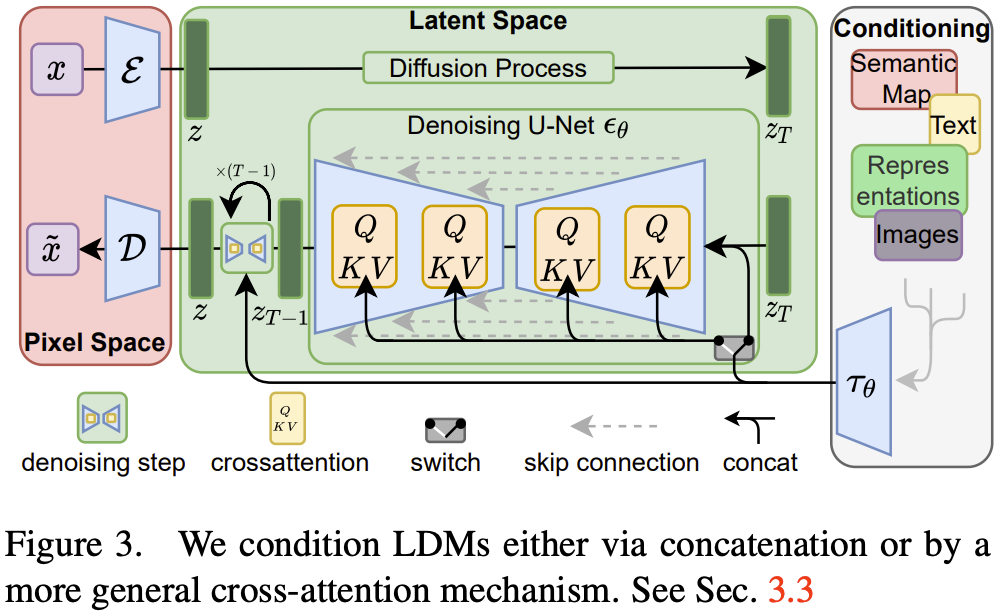 Latent Space
Conditioning
x
ℰ
z
Diffusion Process
z_T
Semantic
Map
Text
Repres
entations
Images
Denoising U-Net ϵ_θ
×(T−1)
x̃
𝒟
z
z_{T−1}
Q
KV
Q
KV
Q
KV
Q
KV
z_T
Pixel Space
τ_θ
Q
KV
denoising step
crossattention
switch
skip connection
concat
Figure 3. We condition LDMs either via concatenation or by a
more general cross-attention mechanism. See Sec. 3.3